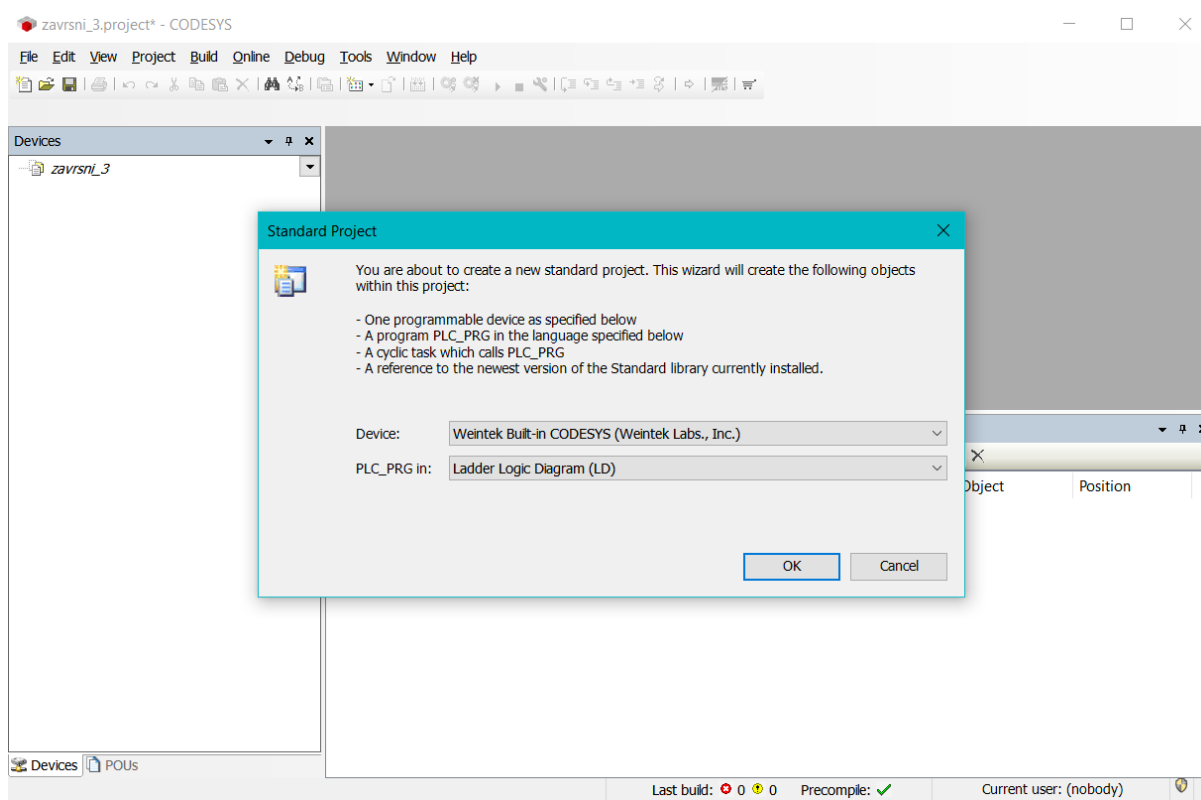 zavrsni_3.project* - CODESYS
File Edit View Project Build Online Debug Tools Window Help
Devices
zavrsni_3
Standard Project
You are about to create a new standard project. This wizard will create the following objects
within this project:
- One programmable device as specified below
- A program PLC_PRG in the language specified below
- A cyclic task which calls PLC_PRG
- A reference to the newest version of the Standard library currently installed.
Device: Weintek Built-in CODESYS (Weintek Labs., Inc.)
PLC_PRG in: Ladder Logic Diagram (LD)
OK Cancel
Object Position
Devices POUs
Last build: 0 0 Precompile: Current user: (nobody)